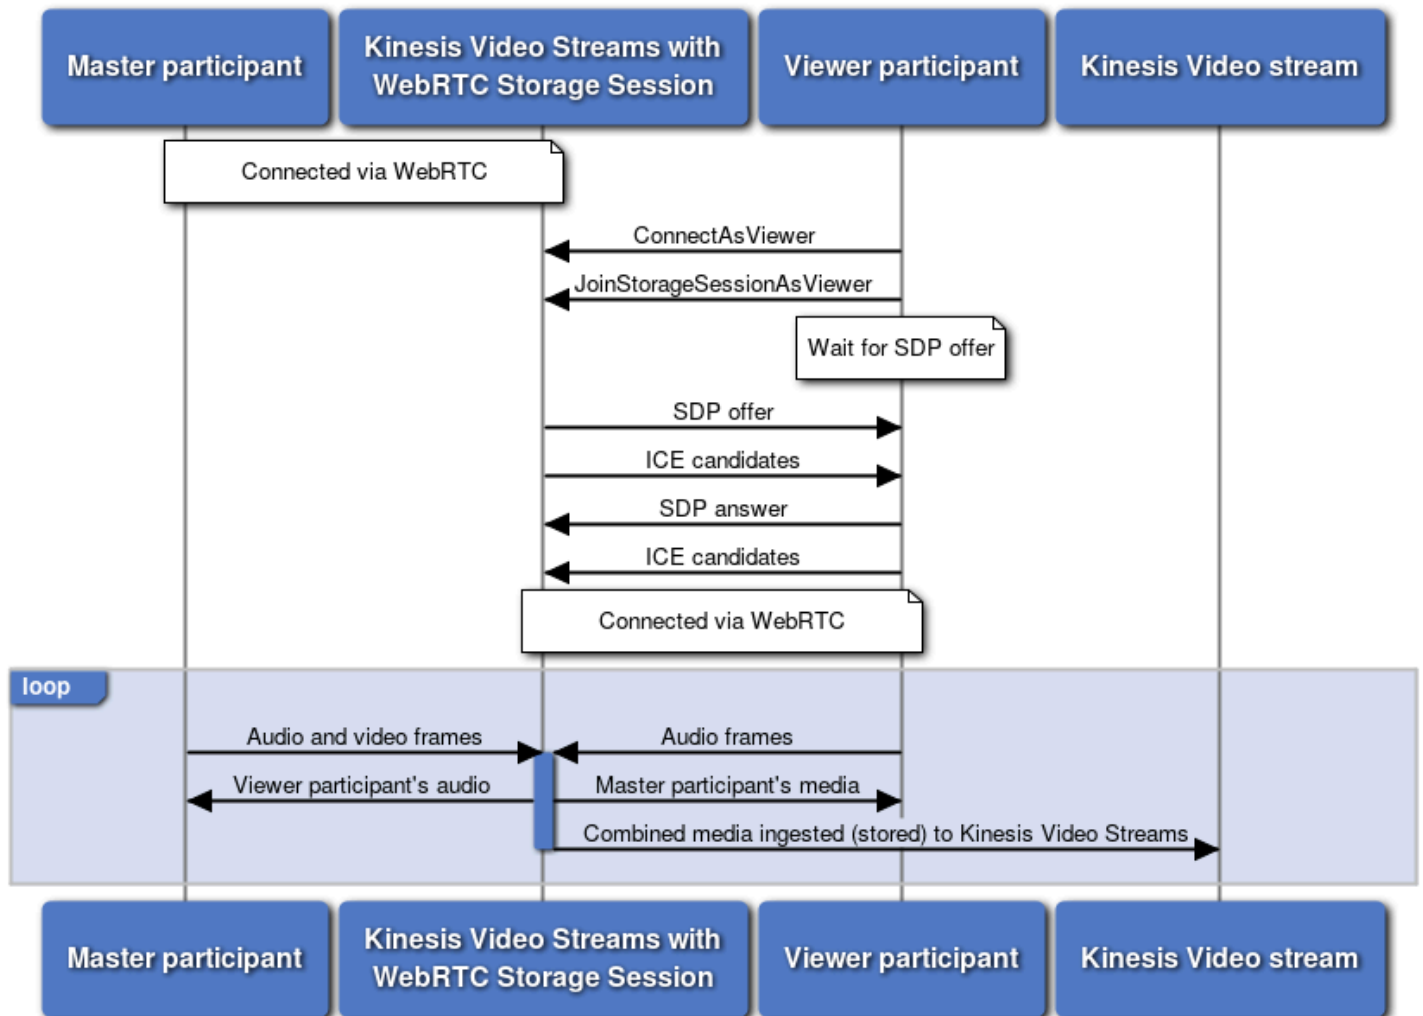 Master participant
Kinesis Video Streams with
WebRTC Storage Session
Viewer participant
Kinesis Video stream
Connected via WebRTC
ConnectAsViewer
JoinStorageSessionAsViewer
Wait for SDP offer
SDP offer
ICE candidates
SDP answer
ICE candidates
Connected via WebRTC
loop
Audio and video frames
Audio frames
Viewer participant's audio
Master participant's media
Combined media ingested (stored) to Kinesis Video Streams
Master participant
Kinesis Video Streams with
WebRTC Storage Session
Viewer participant
Kinesis Video stream